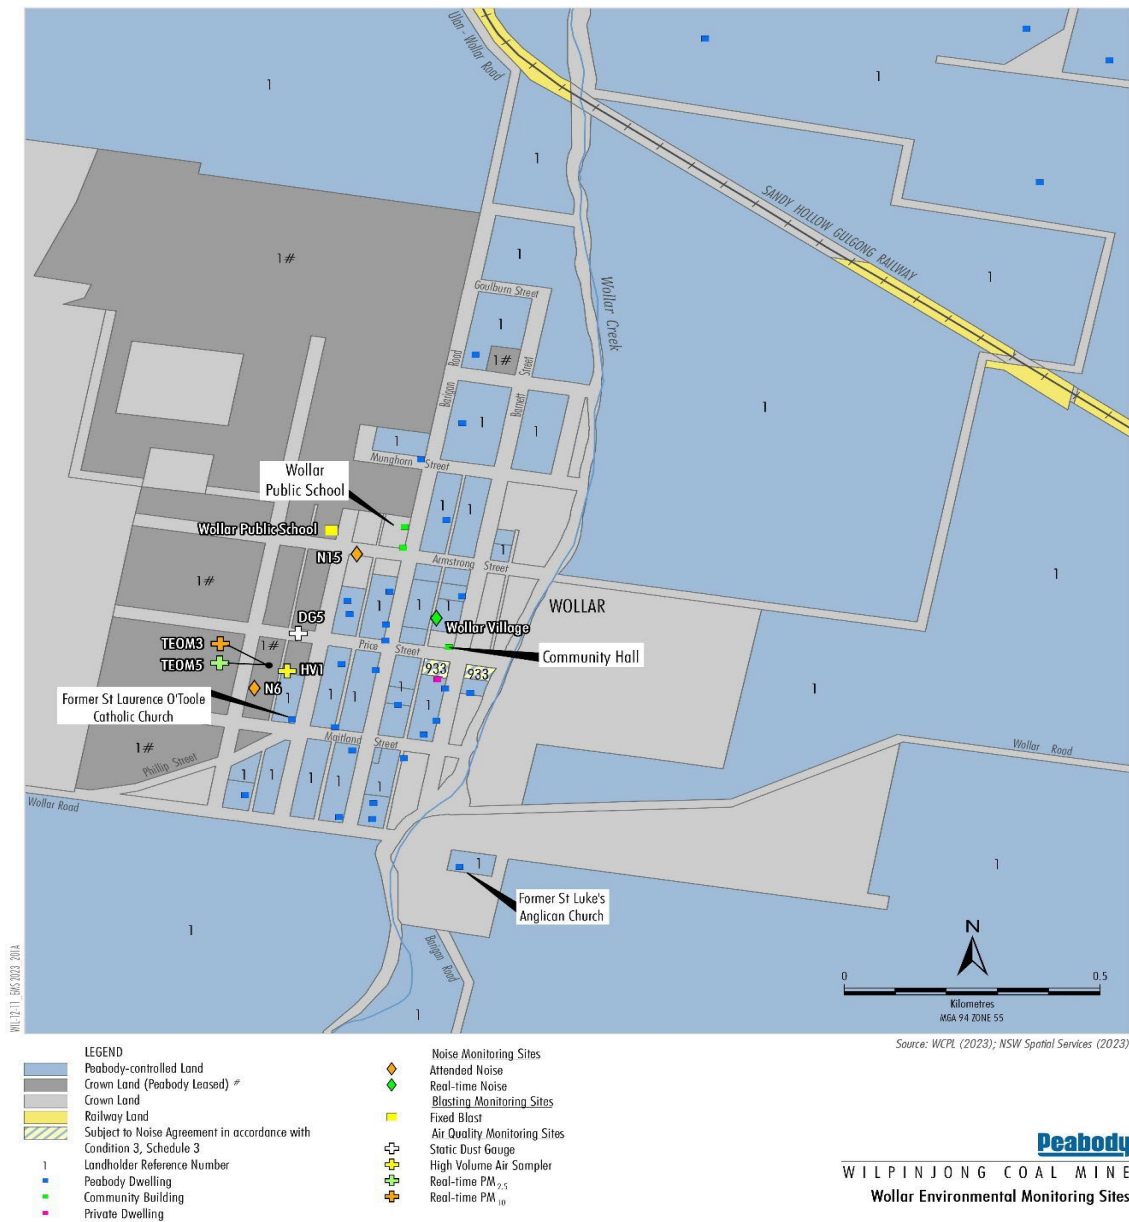 Ulan - Wollar Road
1
1
1
SANDY HOLLOW GULGONG RAILWAY
1#
1
1
Wollar Creek
Goulburn Street
1
Barigan Road
1#
Barnett Street
1
1
1
1
Munghorn Street
Wollar
Public School
1
1
Wollar Public School
1
N15
Armstrong Street
1#
1
1
1
1
WOLLAR
DG5
Wollar Village
TEOM3
1#
Price Street
Community Hall
TEOM5
HV1
933
933
N6
1
1
1
1
1
1
Former St Laurence O'Toole
Catholic Church
1#
Maitland Street
Phillip Street
Wollar Road
1
1
1
1
1
Wollar Road
1
1
Former St Luke's
Anglican Church
1
Barigan Road
1
N
0
0.5
Kilometres
MGA 94 ZONE 55
WIL-12-11_EMS 2023_201A
Source: WCPL (2023); NSW Spatial Services (2023)
LEGEND
Peabody-controlled Land
Crown Land (Peabody Leased) #
Crown Land
Railway Land
Subject to Noise Agreement in accordance with
Condition 3, Schedule 3
1 Landholder Reference Number
Peabody Dwelling
Community Building
Private Dwelling
Noise Monitoring Sites
Attended Noise
Real-time Noise
Blasting Monitoring Sites
Fixed Blast
Air Quality Monitoring Sites
Static Dust Gauge
High Volume Air Sampler
Real-time PM2.5
Real-time PM10
Peabody
WILPINJONG COAL MINE
Wollar Environmental Monitoring Sites